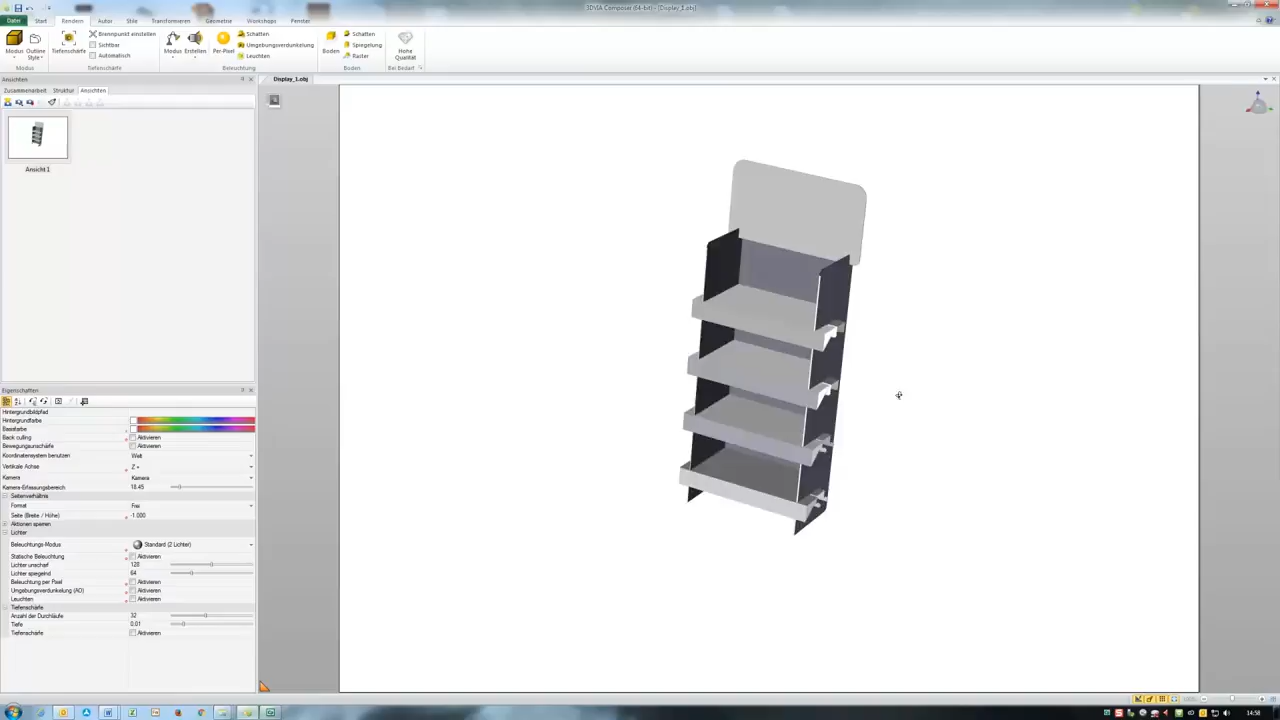 3DVIA Composer (64-bit) - [Display_1.obj]
Datei Start Rendern Autor Stile Transformieren Geometrie Workshops Fenster
Modus Outline Style Modus
Tiefenschärfe Brennpunkt einstellen Sichtbar Automatisch Tiefenschärfe
Modus Erstellen Per-Pixel Schatten Umgebungsverdunkelung Leuchten Beleuchtung
Boden Schatten Spiegelung Raster Boden
Hohe Qualität Bei Bedarf
Ansichten
Zusammenarbeit Struktur Ansichten
Display_1.obj
Ansicht 1
Eigenschaften
Hintergrundbildpfad
Hintergrundfarbe
Basisfarbe
Back culling Aktivieren
Bewegungsunschärfe Aktivieren
Koordinatensystem benutzen Welt
Vertikale Achse Z+
Kamera Kamera
Kamera-Erfassungsbereich 18.45
Seitenverhältnis
Format Frei
Seite (Breite / Höhe) -1.000
Aktionen sperren
Lichter
Beleuchtungs-Modus Standard (2 Lichter)
Statische Beleuchtung Aktivieren
Lichter unscharf 128
Lichter spiegelnd 64
Beleuchtung per Pixel Aktivieren
Umgebungsverdunkelung (AO) Aktivieren
Leuchten Aktivieren
Tiefenschärfe
Anzahl der Durchläufe 32
Tiefe 0.01
Tiefenschärfe Aktivieren
14:58